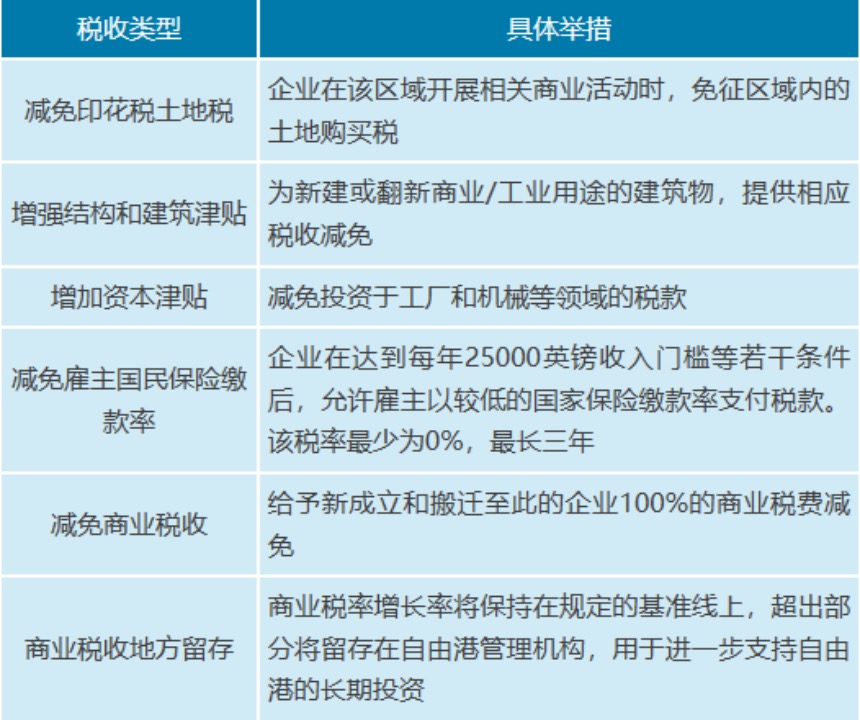 税收类型
具体举措
减免印花税土地税
企业在该区域开展相关商业活动时，免征区域内的
土地购买税
增强结构和建筑津贴
为新建或翻新商业/工业用途的建筑物，提供相应
税收减免
增加资本津贴
减免投资于工厂和机械等领域的税款
减免雇主国民保险缴
款率
企业在达到每年25000英镑收入门槛等若干条件
后，允许雇主以较低的国家保险缴款率支付税款。
该税率最少为0%，最长三年
减免商业税收
给予新成立和搬迁至此的企业100%的商业税费减
免
商业税收地方留存
商业税率增长率将保持在规定的基准线上，超出部
分将留存在自由港管理机构，用于进一步支持自由
港的长期投资